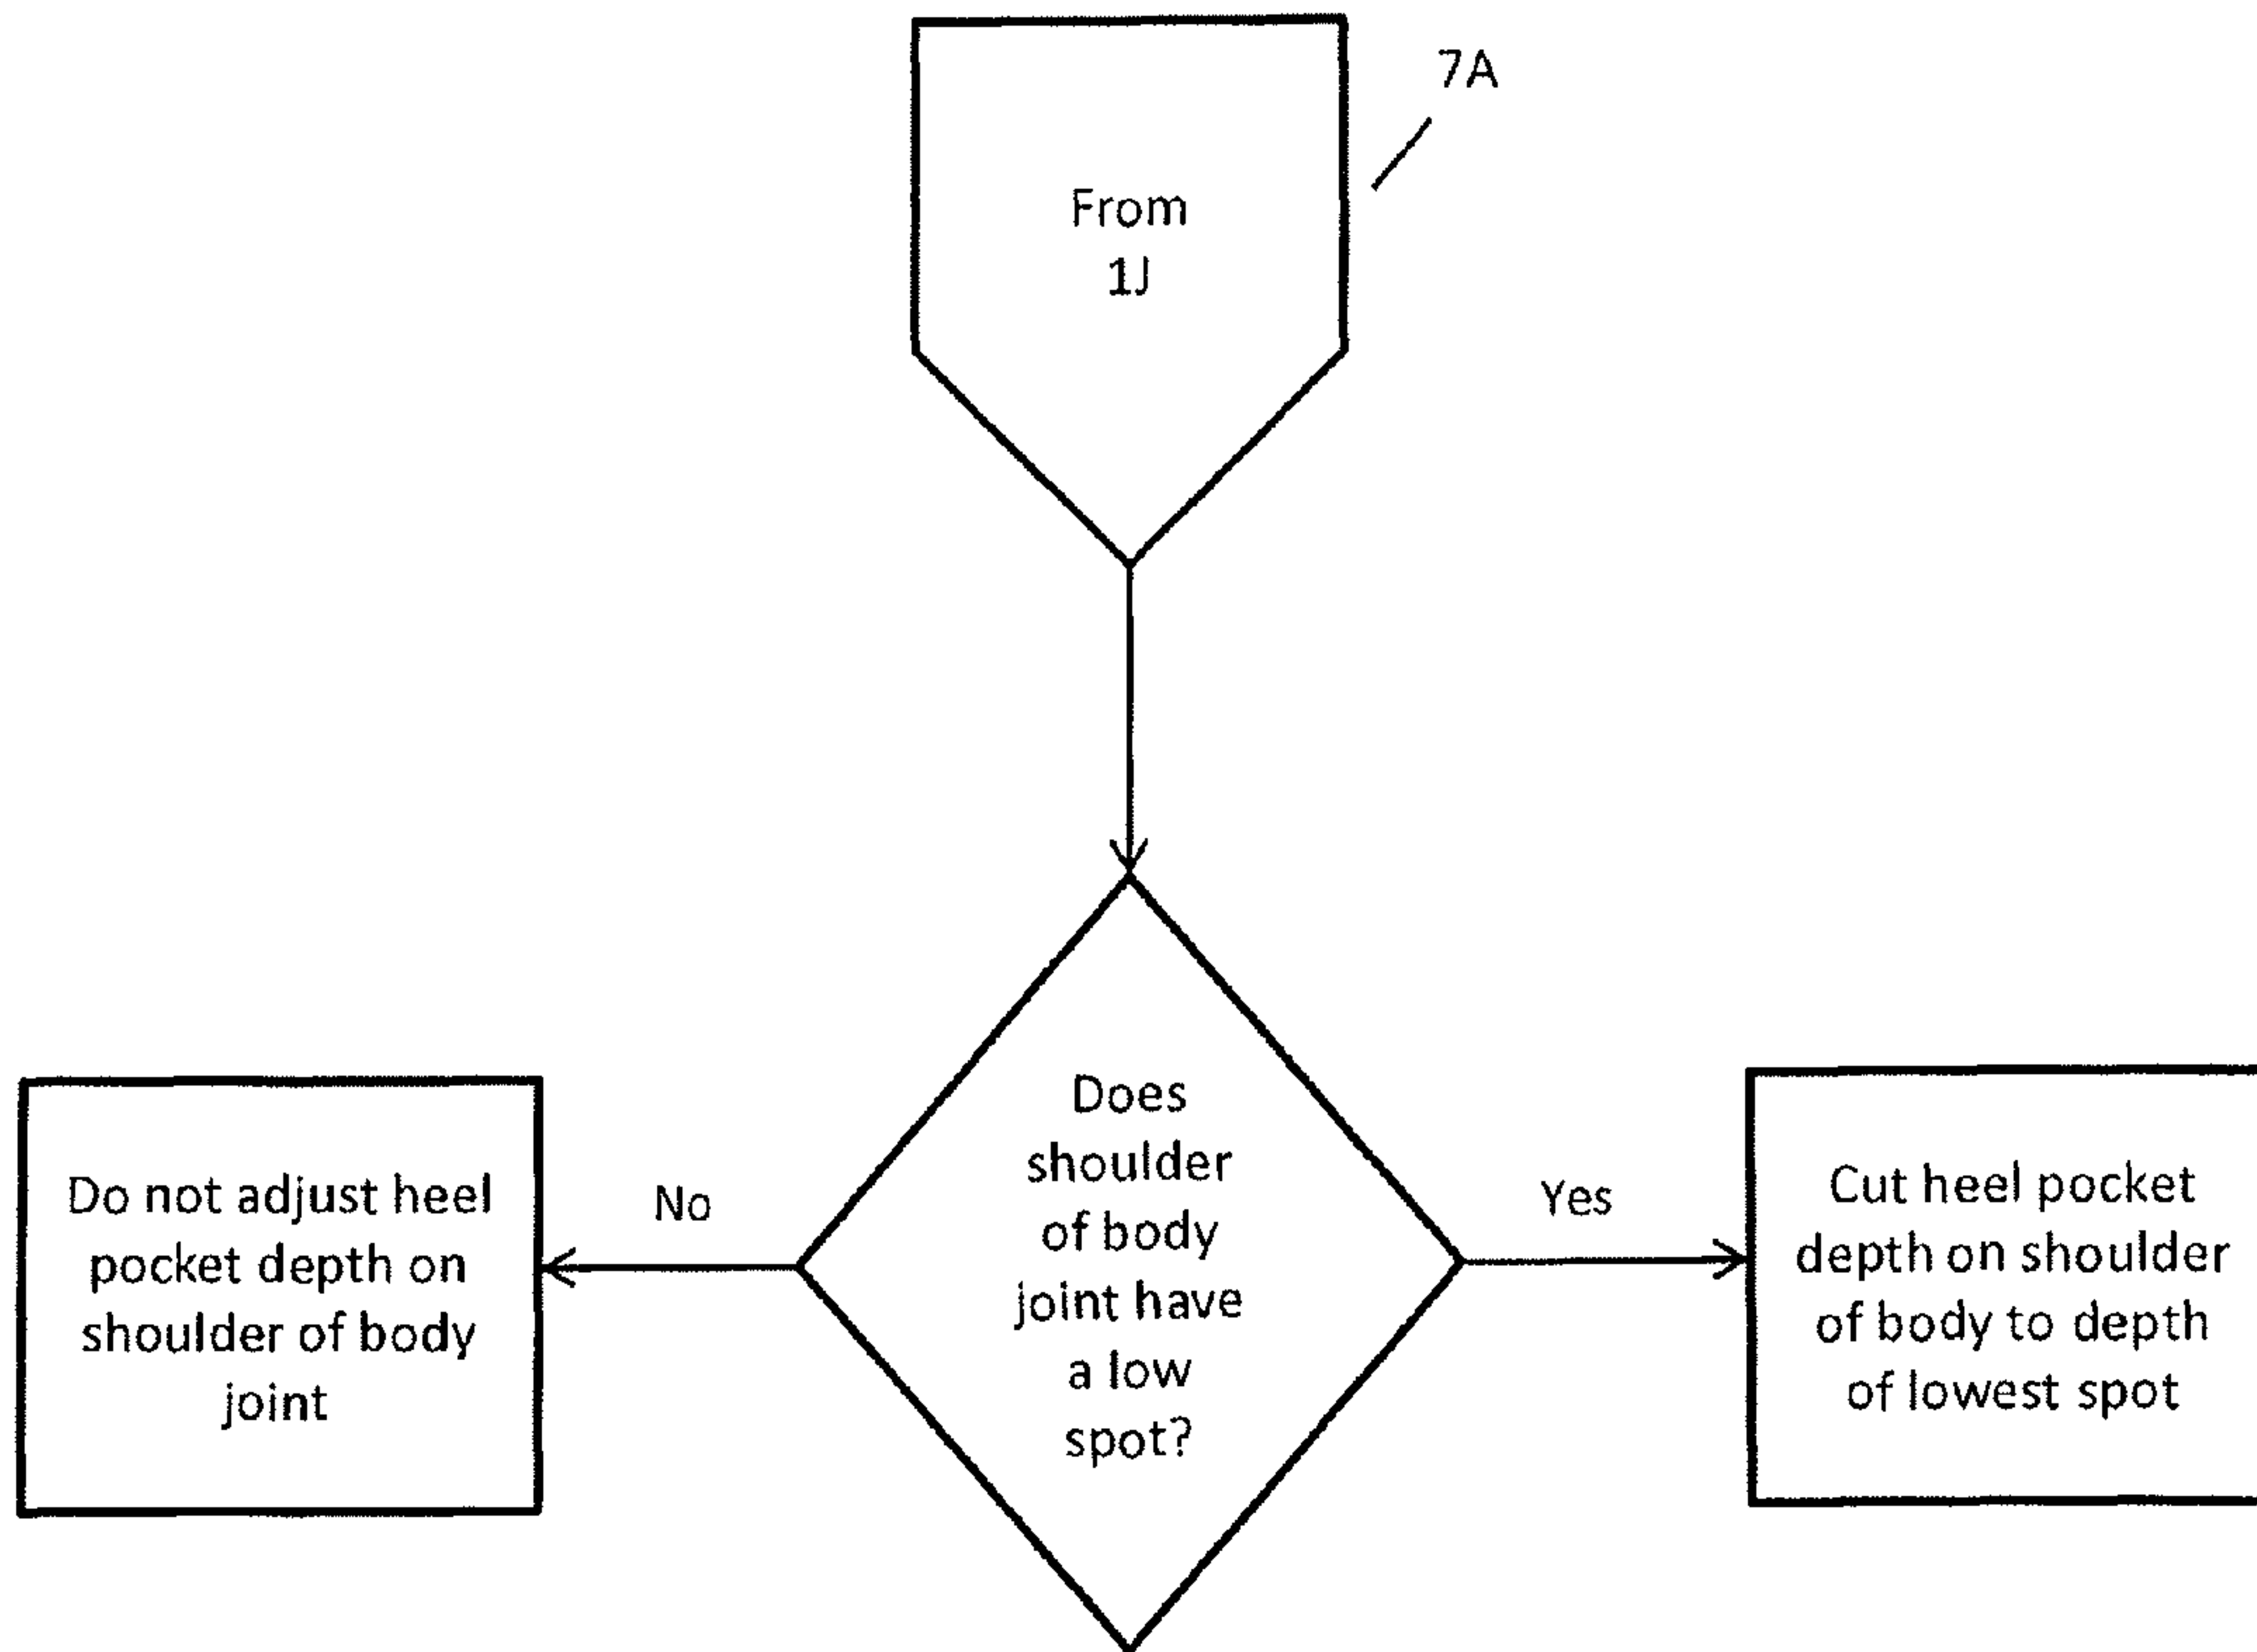 7A
From
1J
Does
shoulder
of body
joint have
a low
spot?
No
Do not adjust heel
pocket depth on
shoulder of body
joint
Yes
Cut heel pocket
depth on shoulder
of body to depth
of lowest spot